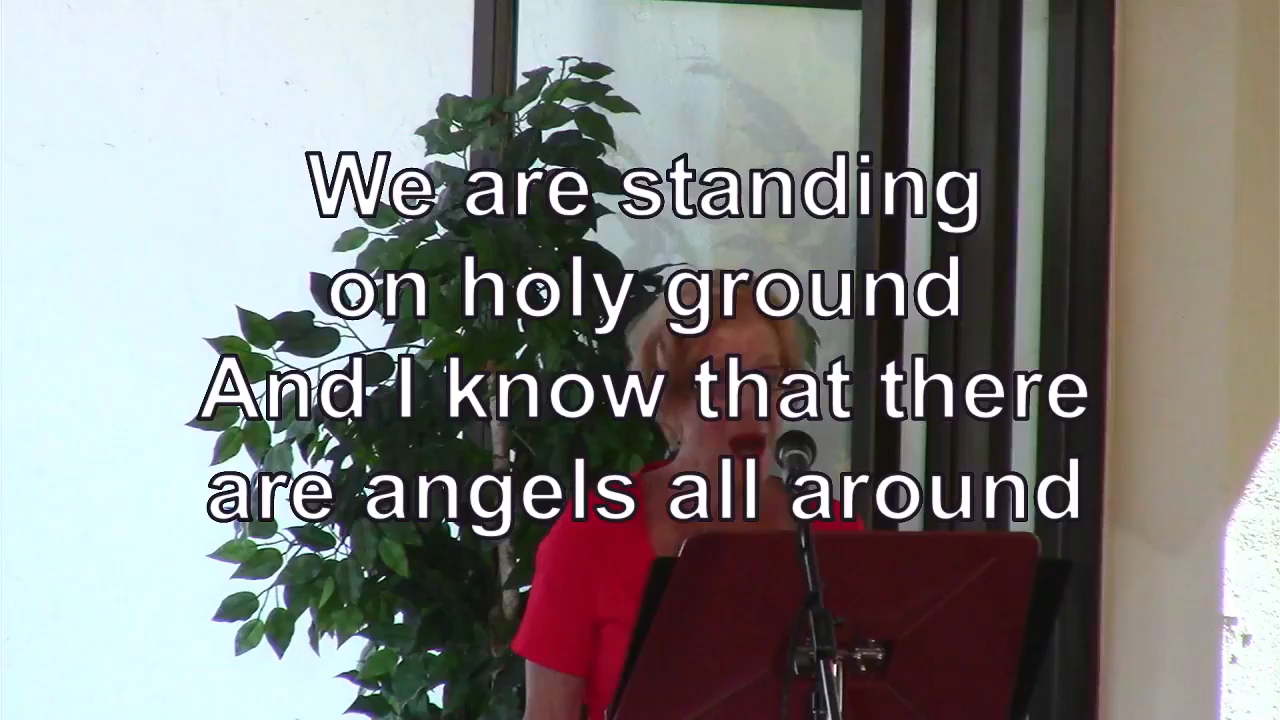 We are standing
on holy ground
And I know that there
are angels all around